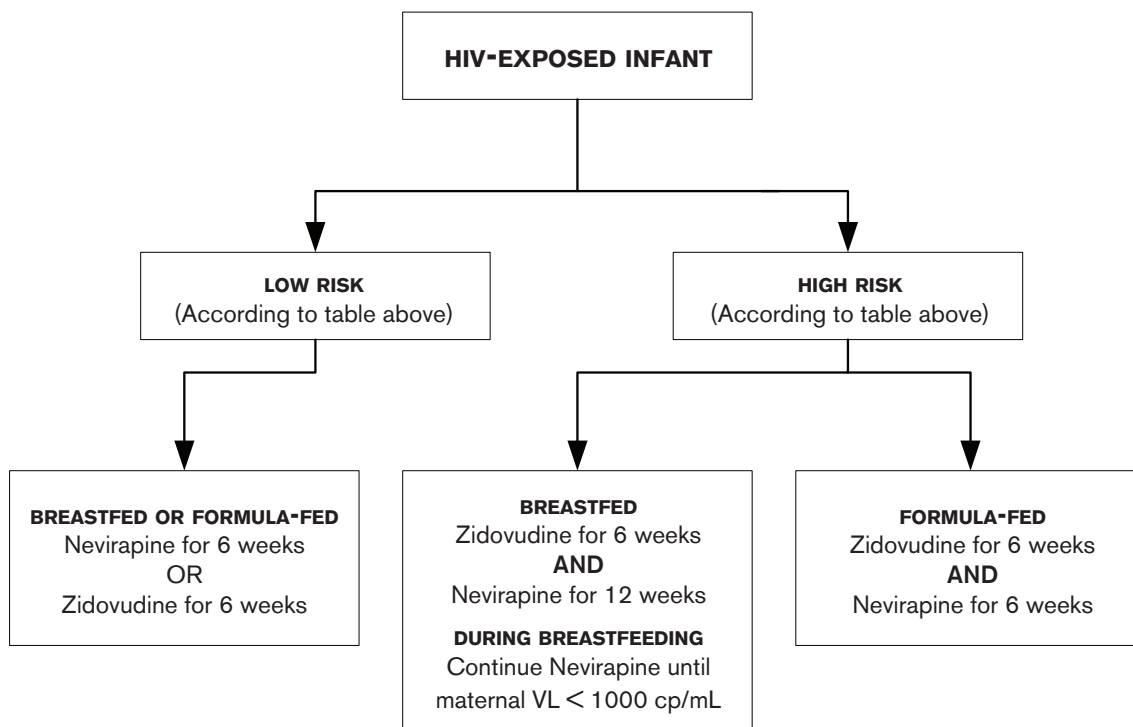 HIV-EXPOSED INFANT
LOW RISK
(According to table above)
HIGH RISK
(According to table above)
BREASTFED OR FORMULA-FED
Nevirapine for 6 weeks
OR
Zidovudine for 6 weeks
BREASTFED
Zidovudine for 6 weeks
AND
Nevirapine for 12 weeks
DURING BREASTFEEDING
Continue Nevirapine until
maternal VL < 1000 cp/mL
FORMULA-FED
Zidovudine for 6 weeks
AND
Nevirapine for 6 weeks